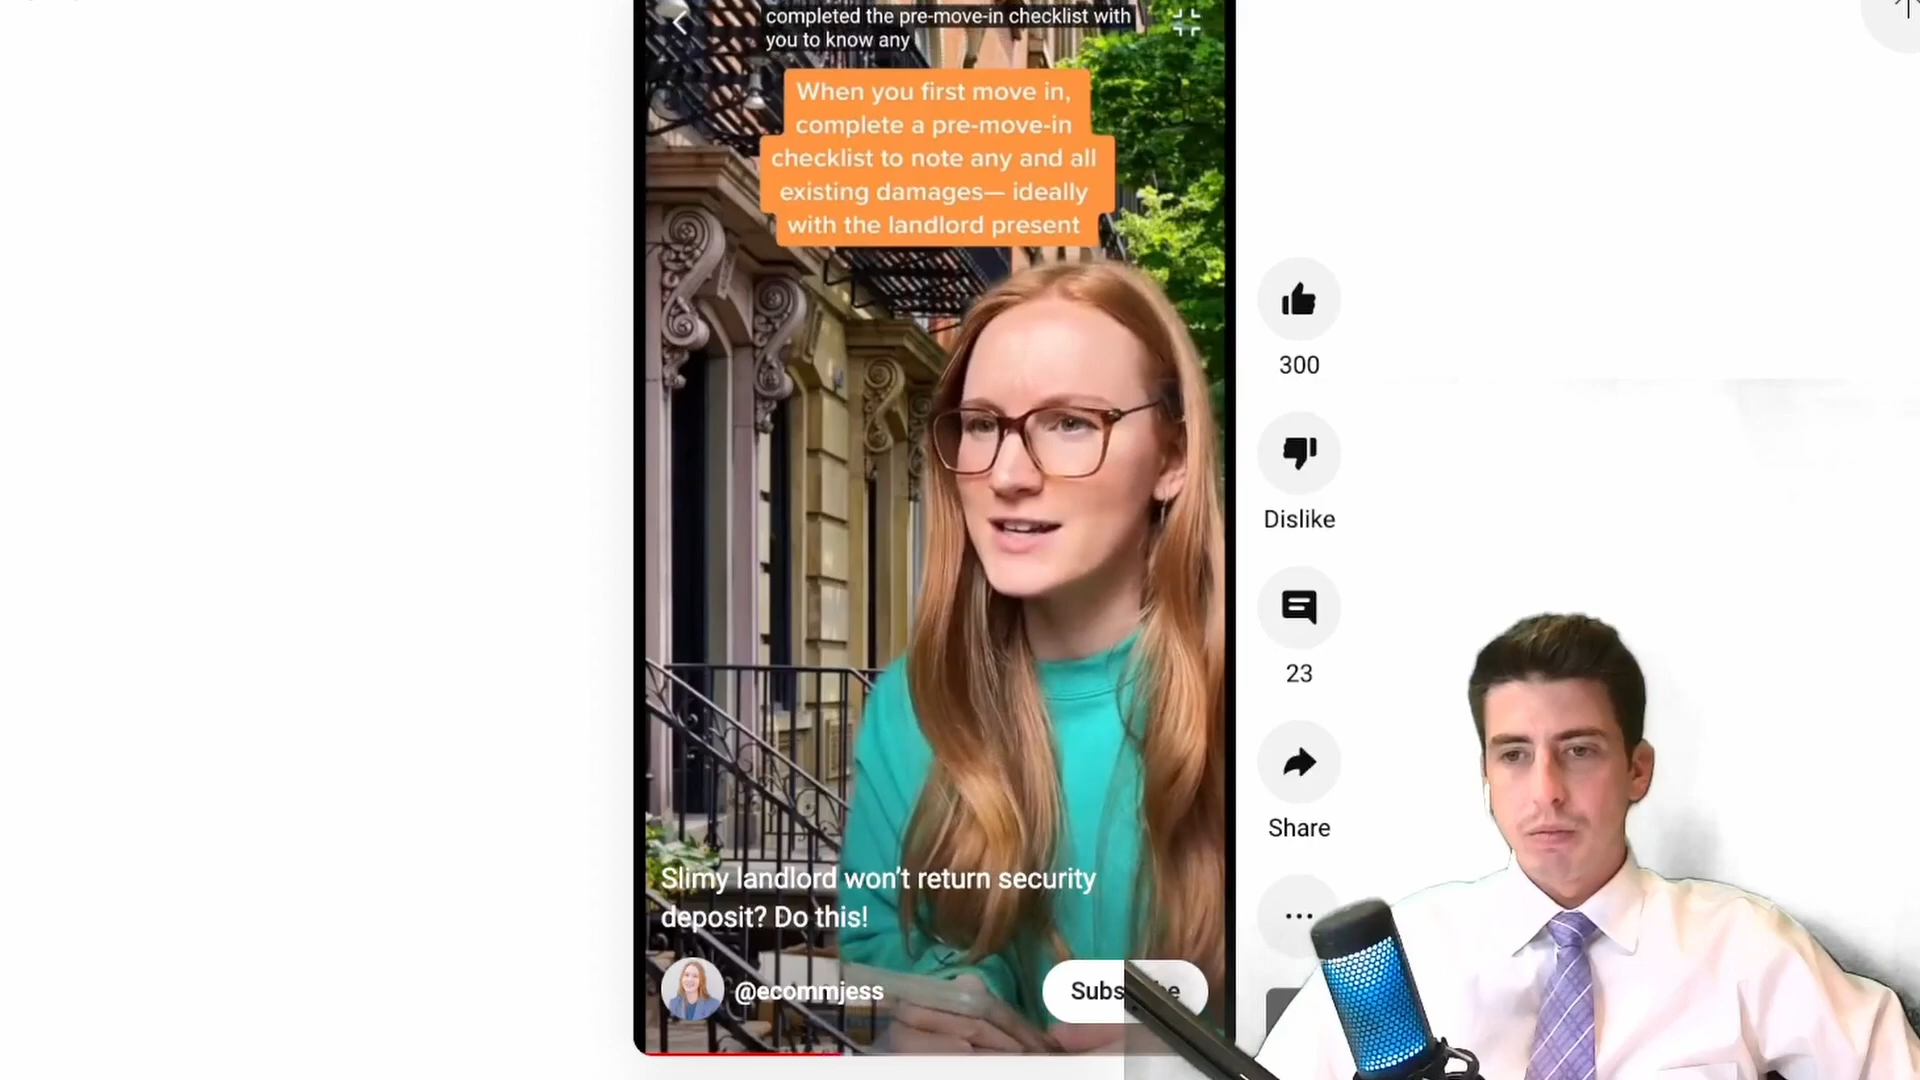 completed the pre-move-in checklist with
you to know any
When you first move in,
complete a pre-move-in
checklist to note any and all
existing damages— ideally
with the landlord present
300
Dislike
23
Share
Slimy landlord won't return security
deposit? Do this!
@ecommjess